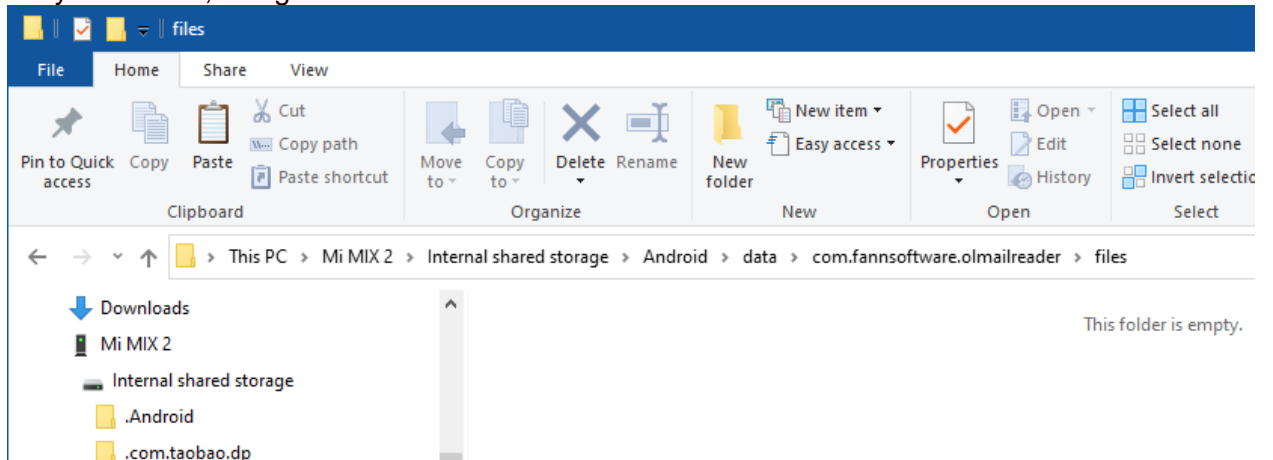 files
File Home Share View
Cut
Copy path
Paste shortcut
Pin to Quick access
Copy
Paste
Clipboard
Move to
Copy to
Delete
Rename
Organize
New folder
New item
Easy access
New
Properties
Open
Edit
History
Open
Select all
Select none
Invert selectic
Select
This PC > Mi MIX 2 > Internal shared storage > Android > data > com.fannsoftware.olmailreader > files
Downloads
This folder is empty.
Mi MIX 2
Internal shared storage
.Android
.com.taobao.dp